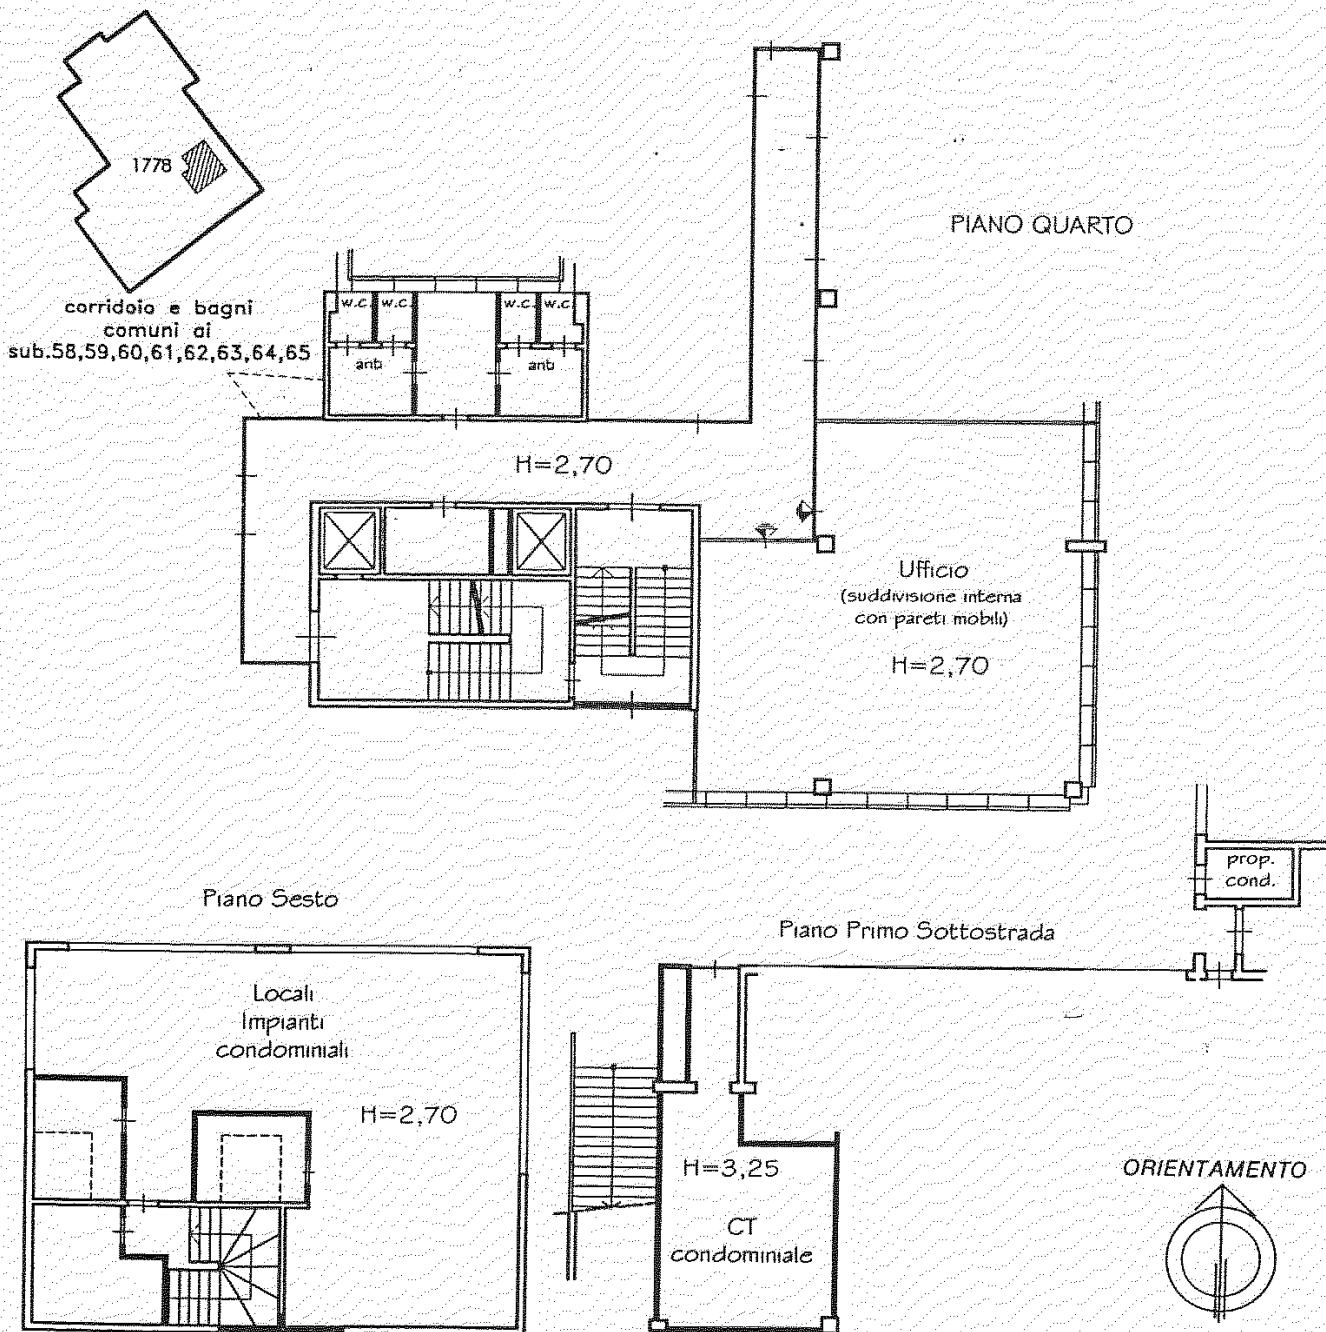 1778
PIANO QUARTO
corridoio e bagni
comuni ai
sub.58,59,60,61,62,63,64,65
w.c. w.c. w.c. w.c.
anti anti
H=2,70
Ufficio
(suddivisione interna
con pareti mobili)
H=2,70
prop.
cond.
Piano Sesto
Piano Primo Sottostrada
Locali
Impianti
condominiali
H=2,70
H=3,25
CT
condominiale
ORIENTAMENTO